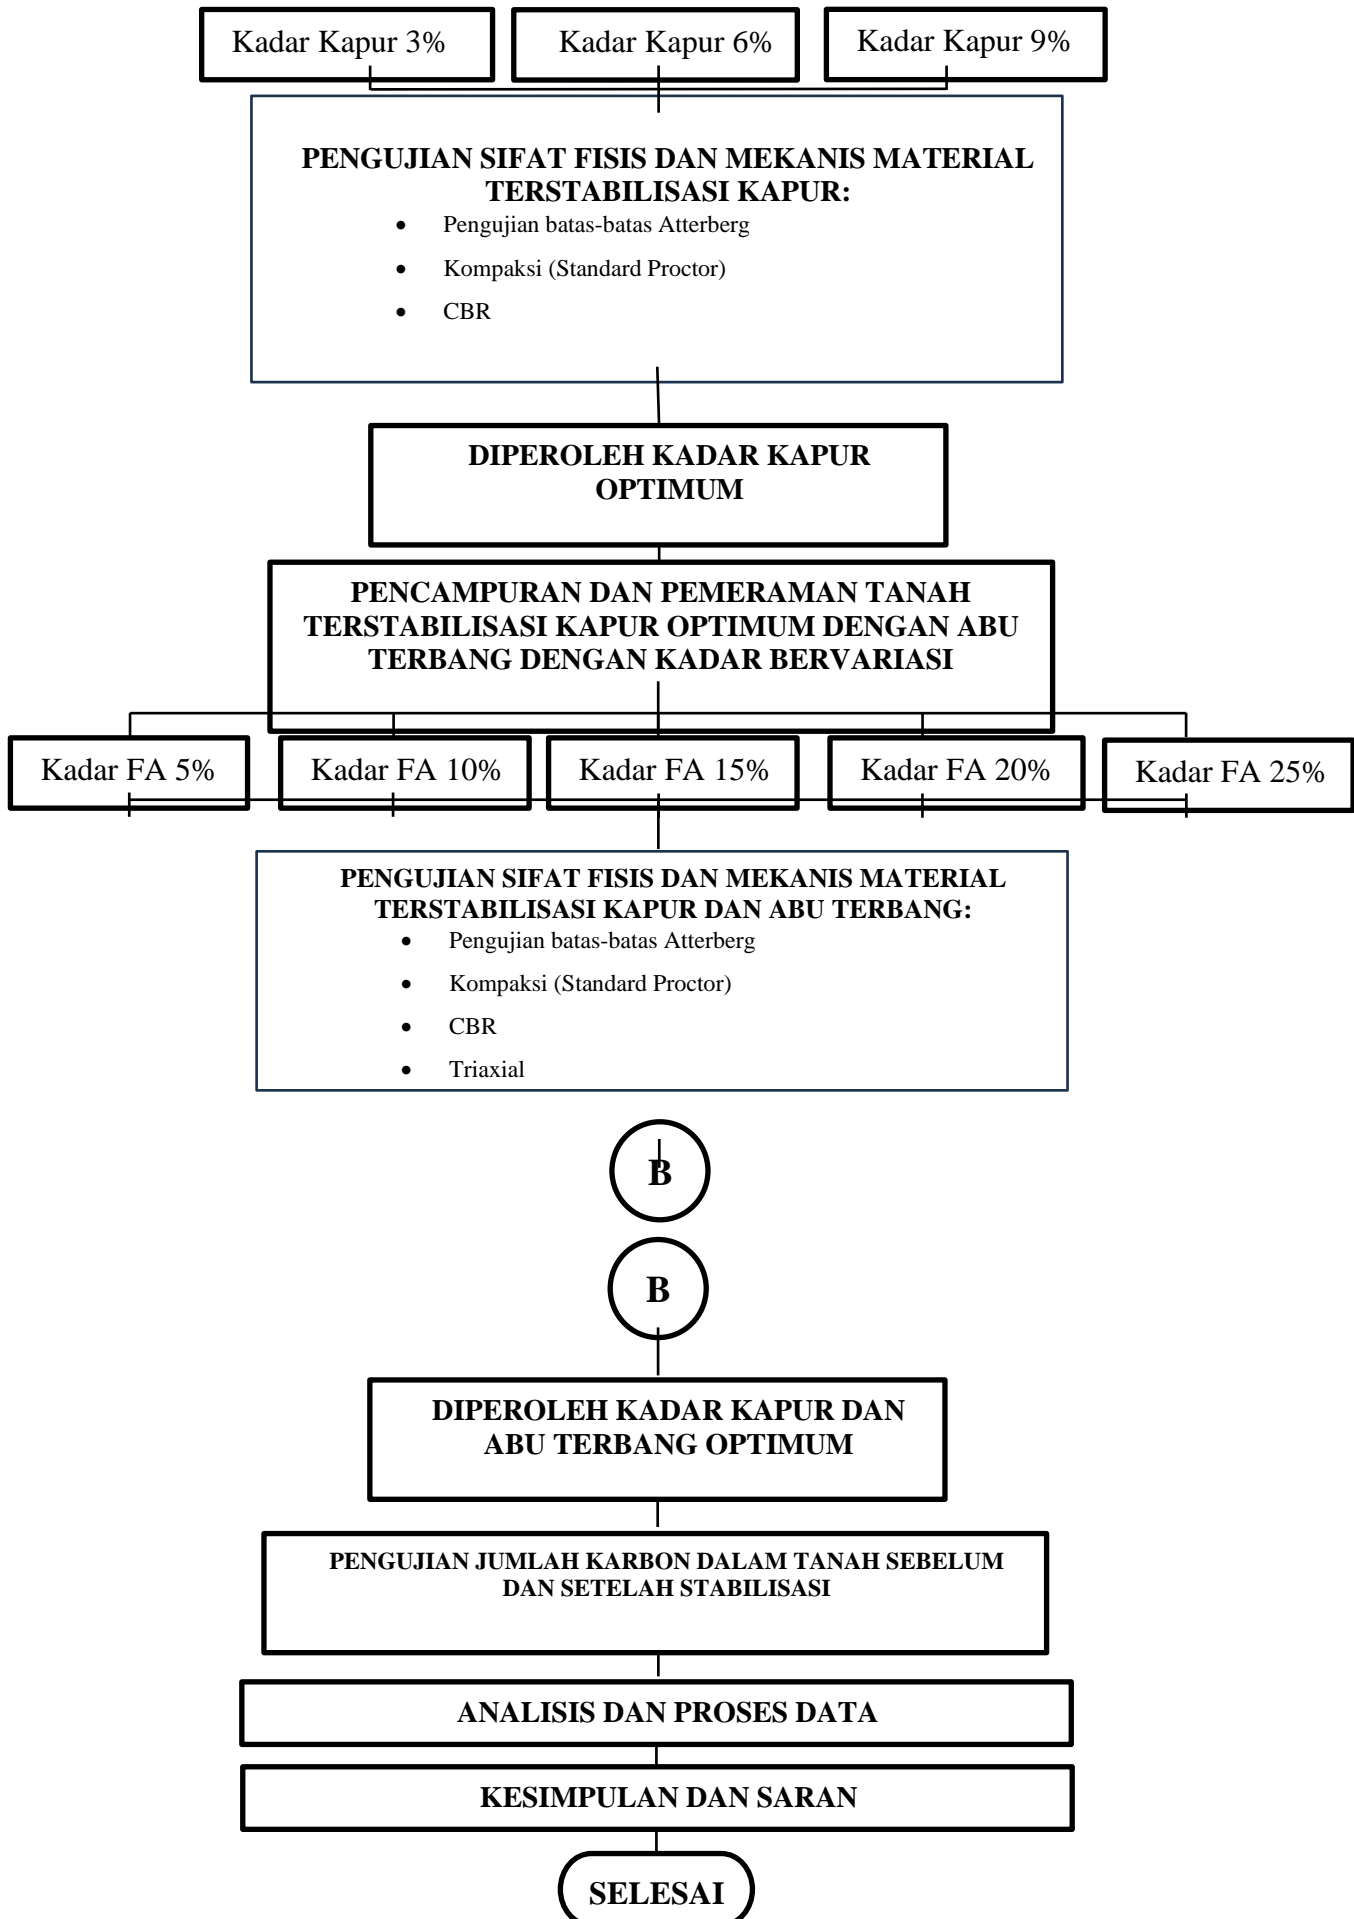 Kadar Kapur 3%
Kadar Kapur 6%
Kadar Kapur 9%
PENGUJIAN SIFAT FISIS DAN MEKANIS MATERIAL
TERSTABILISASI KAPUR:
• Pengujian batas-batas Atterberg
• Kompaksi (Standard Proctor)
• CBR
DIPEROLEH KADAR KAPUR
OPTIMUM
PENCAMPURAN DAN PEMERAMAN TANAH
TERSTABILISASI KAPUR OPTIMUM DENGAN ABU
TERBANG DENGAN KADAR BERVARIASI
Kadar FA 5%
Kadar FA 10%
Kadar FA 15%
Kadar FA 20%
Kadar FA 25%
PENGUJIAN SIFAT FISIS DAN MEKANIS MATERIAL
TERSTABILISASI KAPUR DAN ABU TERBANG:
• Pengujian batas-batas Atterberg
• Kompaksi (Standard Proctor)
• CBR
• Triaxial
B
B
DIPEROLEH KADAR KAPUR DAN
ABU TERBANG OPTIMUM
PENGUJIAN JUMLAH KARBON DALAM TANAH SEBELUM
DAN SETELAH STABILISASI
ANALISIS DAN PROSES DATA
KESIMPULAN DAN SARAN
SELESAI